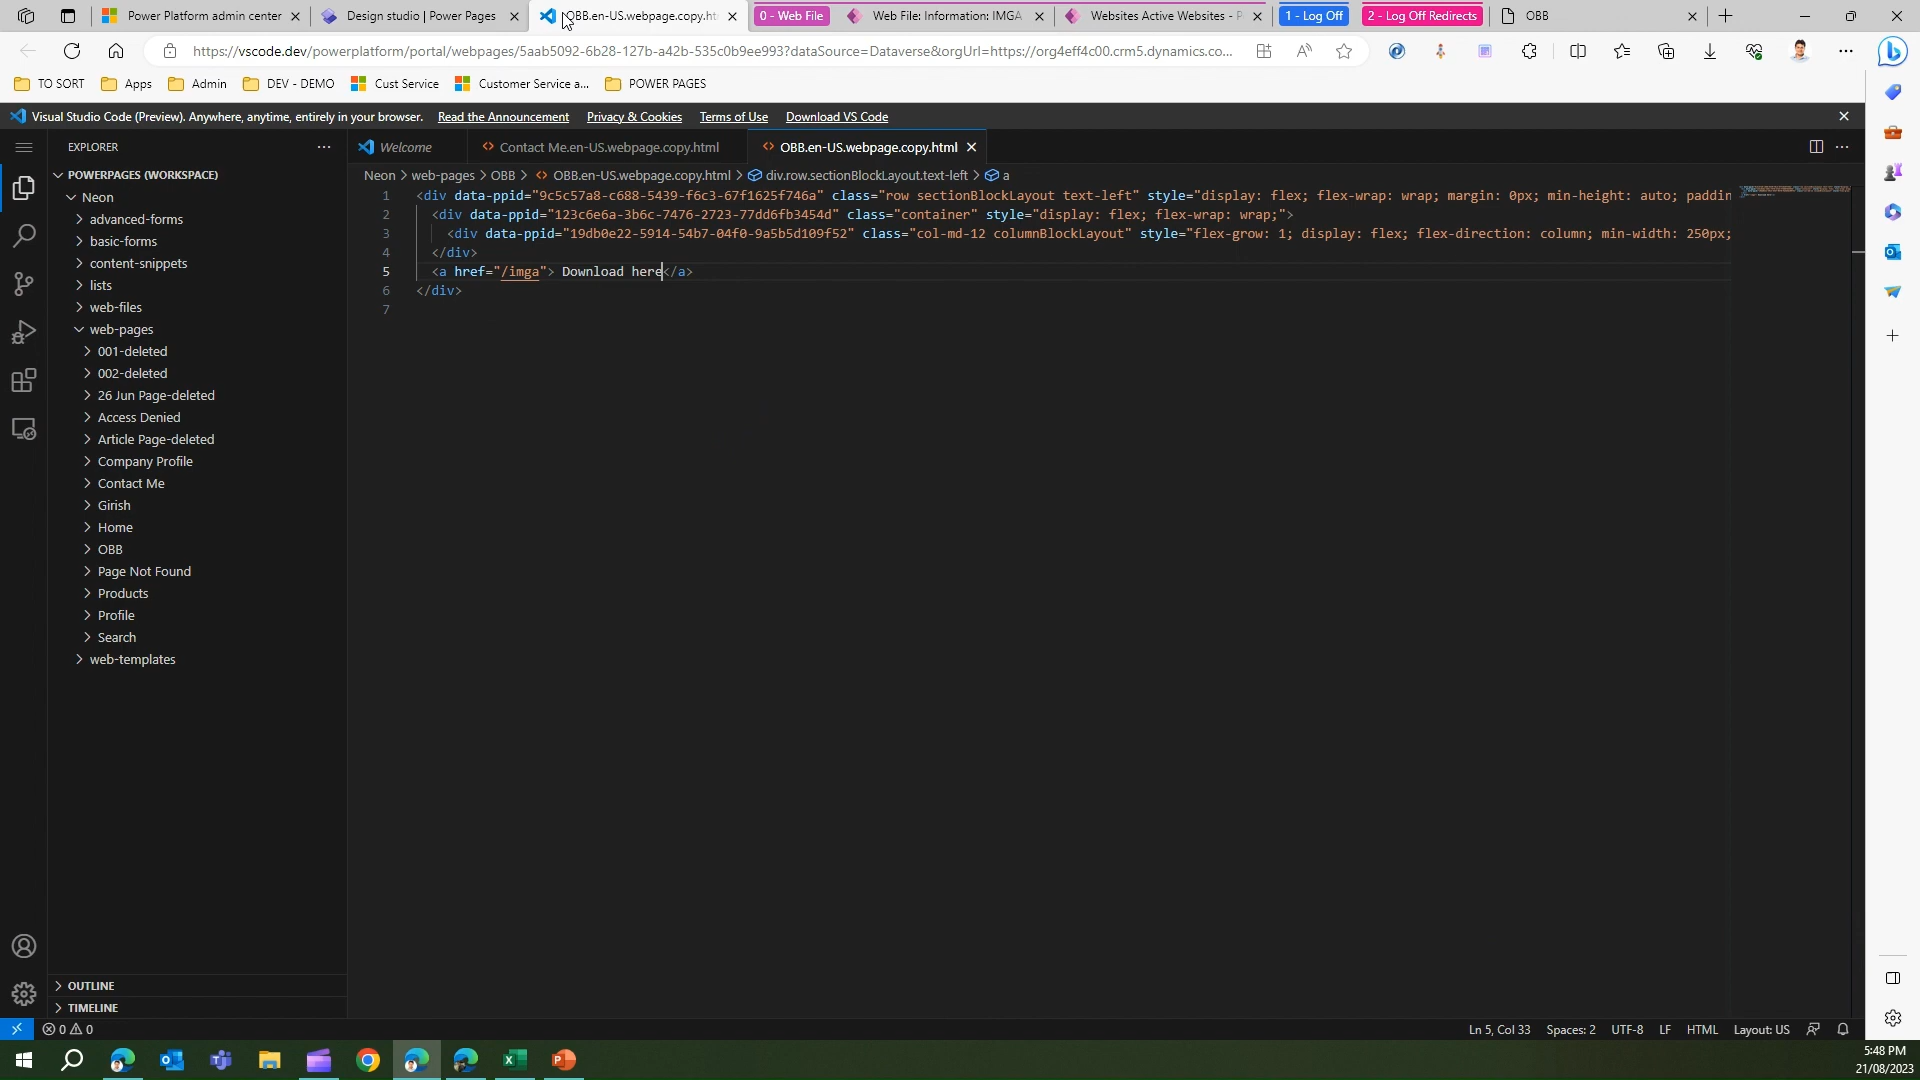 Power Platform admin center
Design studio | Power Pages
OBB.en-US.webpage.copy.ht
0 - Web File
Web File: Information: IMGA
Websites Active Websites - P
1 - Log Off
2 - Log Off Redirects
OBB
https://vscode.dev/powerplatform/portal/webpages/5aab5092-6b28-127b-a42b-535c0b9ee993?dataSource=Dataverse&orgUrl=https://org4eff4c00.crm5.dynamics.co...
TO SORT
Apps
Admin
DEV - DEMO
Cust Service
Customer Service a...
POWER PAGES
Visual Studio Code (Preview). Anywhere, anytime, entirely in your browser. Read the Announcement Privacy & Cookies Terms of Use Download VS Code
EXPLORER
Welcome
Contact Me.en-US.webpage.copy.html
OBB.en-US.webpage.copy.html
POWERPAGES (WORKSPACE)
Neon > web-pages > OBB > OBB.en-US.webpage.copy.html > div.row.sectionBlockLayout.text-left > a
Neon
advanced-forms
basic-forms
content-snippets
lists
web-files
web-pages
001-deleted
002-deleted
26 Jun Page-deleted
Access Denied
Article Page-deleted
Company Profile
Contact Me
Girish
Home
OBB
Page Not Found
Products
Profile
Search
web-templates
OUTLINE
TIMELINE
1 <div data-ppid="9c5c57a8-c688-5439-f6c3-67f1625f746a" class="row sectionBlockLayout text-left" style="display: flex; flex-wrap: wrap; margin: 0px; min-height: auto; paddin
2 <div data-ppid="123c6e6a-3b6c-7476-2723-77dd6fb3454d" class="container" style="display: flex; flex-wrap: wrap;">
3 <div data-ppid="19db0e22-5914-54b7-04f0-9a5b5d109f52" class="col-md-12 columnBlockLayout" style="flex-grow: 1; display: flex; flex-direction: column; min-width: 250px;
4 </div>
5 <a href="/imga"> Download here</a>
6 </div>
7
0 0
Ln 5, Col 33
Spaces: 2
UTF-8
LF
HTML
Layout: US
5:48 PM
21/08/2023